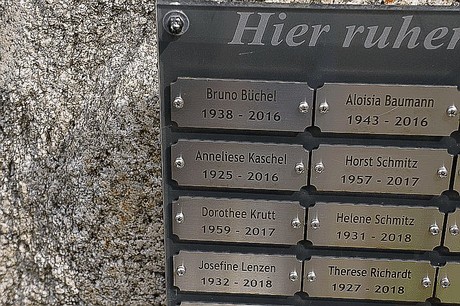 Hier ruhen
Bruno Büchel
1938 - 2016
Aloisia Baumann
1943 - 2016
Anneliese Kaschel
1925 - 2016
Horst Schmitz
1957 - 2017
Dorothee Krutt
1959 - 2017
Helene Schmitz
1931 - 2018
Josefine Lenzen
1932 - 2018
Therese Richardt
1927 - 2018